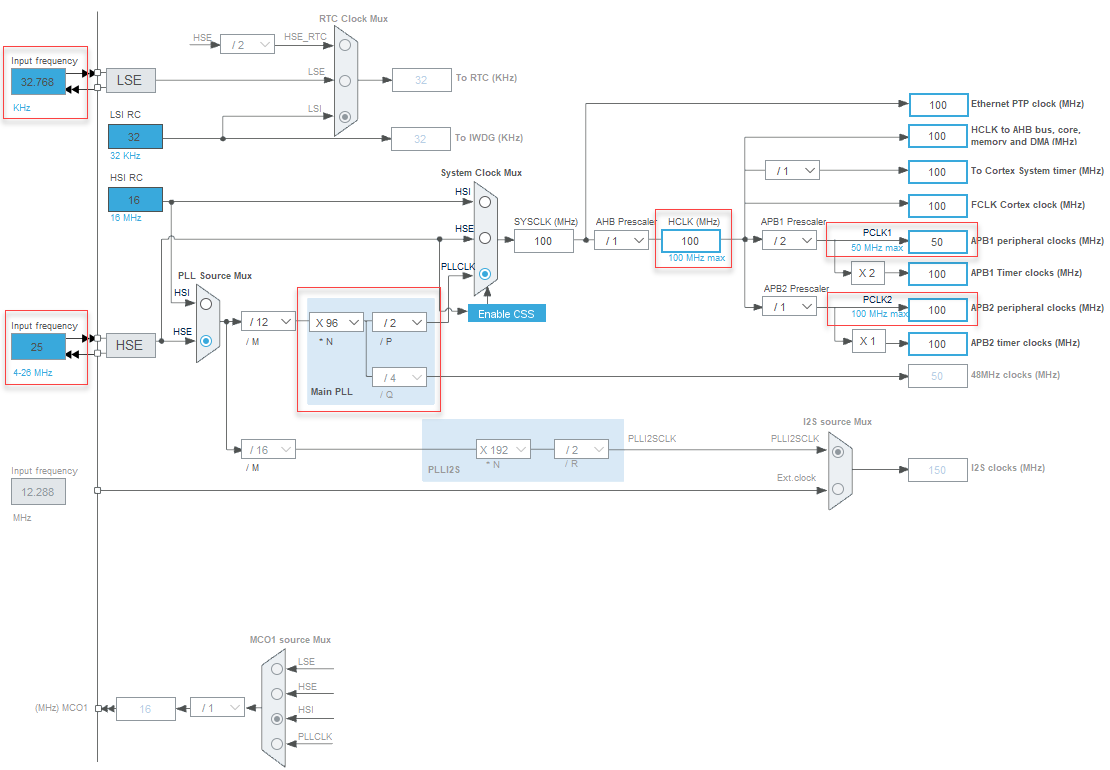 RTC Clock Mux
HSE
/ 2
HSE_RTC
Input frequency
32.768
KHz
LSE
LSE
32
To RTC (KHz)
LSI RC
LSI
32
32 KHz
32
To IWDG (KHz)
HSI RC
16
16 MHz
System Clock Mux
HSI
HSE
PLLCLK
SYSCLK (MHz)
100
AHB Prescaler
/ 1
HCLK (MHz)
100
100 MHz max
100
Ethernet PTP clock (MHz)
100
HCLK to AHB bus, core,
memory and DMA (MHz)
/ 1
100
To Cortex System timer (MHz)
100
FCLK Cortex clock (MHz)
APB1 Prescaler
/ 2
PCLK1
50 MHz max
50
APB1 peripheral clocks (MHz)
X 2
100
APB1 Timer clocks (MHz)
APB2 Prescaler
/ 1
PCLK2
100 MHz max
100
APB2 peripheral clocks (MHz)
X 1
100
APB2 timer clocks (MHz)
PLL Source Mux
HSI
HSE
Input frequency
25
4-26 MHz
HSE
/ 12
/ M
X 96
* N
/ 2
/ P
/ 4
/ Q
Main PLL
Enable CSS
50
48MHz clocks (MHz)
/ 16
/ M
X 192
* N
/ 2
/ R
PLLI2S
PLLI2SCLK
I2S source Mux
PLLI2SCLK
Ext.clock
150
I2S clocks (MHz)
Input frequency
12.288
MHz
MCO1 source Mux
LSE
HSE
HSI
PLLCLK
(MHz) MCO1
16
/ 1